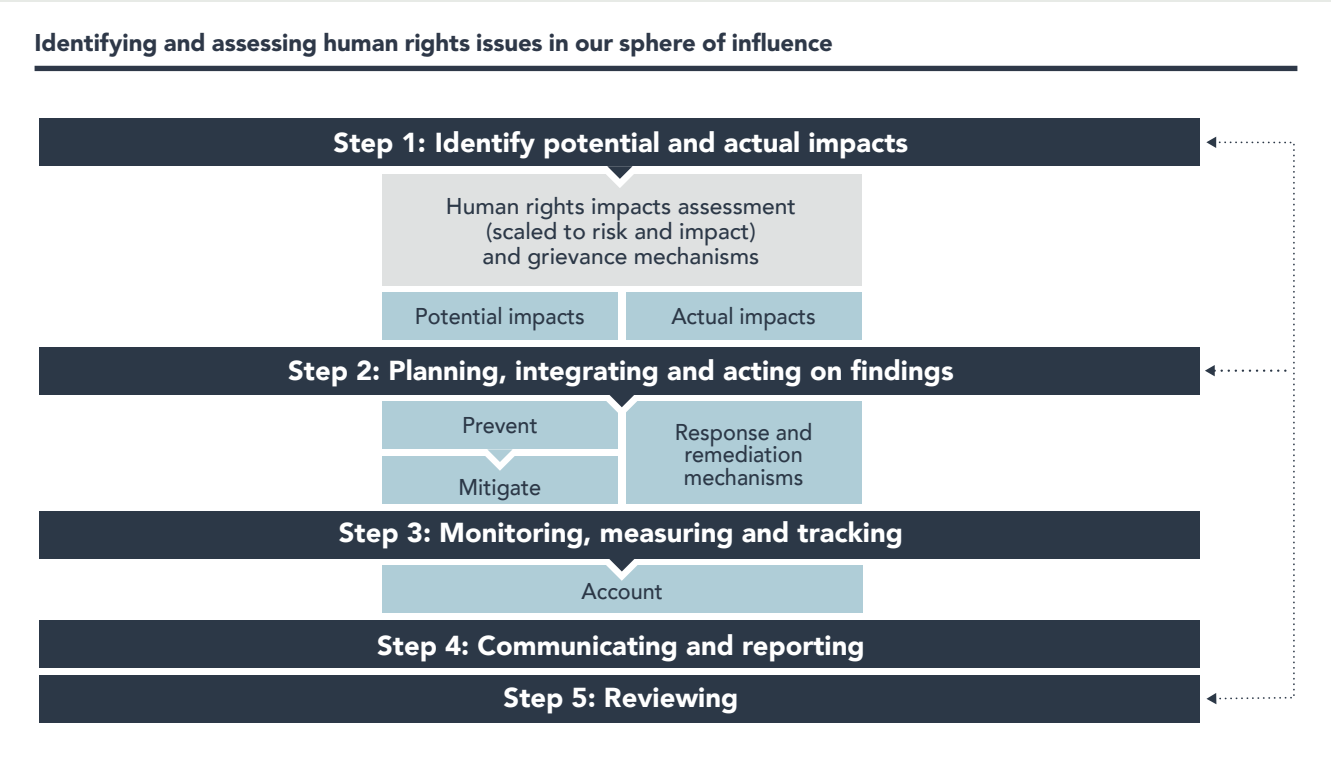 Identifying and assessing human rights issues in our sphere of influence
Step 1: Identify potential and actual impacts
Human rights impacts assessment
(scaled to risk and impact)
and grievance mechanisms
Potential impacts
Actual impacts
Step 2: Planning, integrating and acting on findings
Prevent
Mitigate
Response and
remediation
mechanisms
Step 3: Monitoring, measuring and tracking
Account
Step 4: Communicating and reporting
Step 5: Reviewing